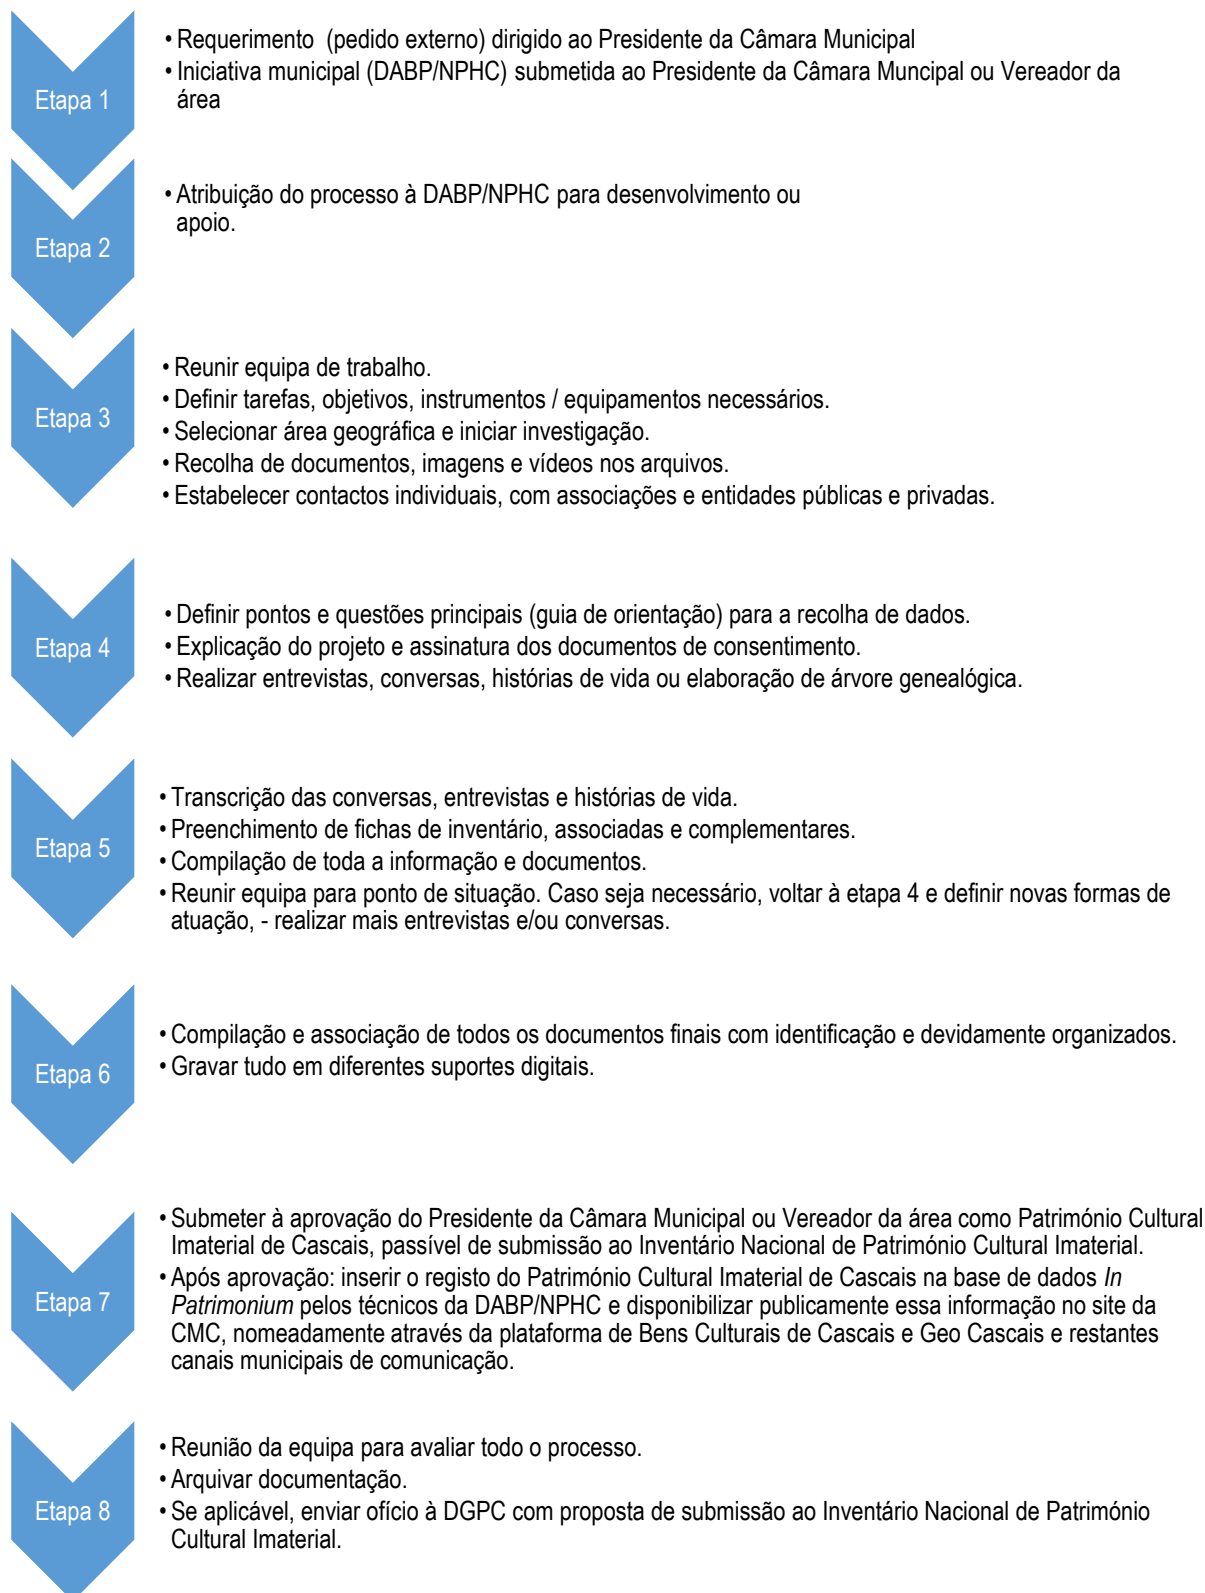 Etapa 1
• Requerimento  (pedido externo) dirigido ao Presidente da Câmara Municipal
• Iniciativa municipal (DABP/NPHC) submetida ao Presidente da Câmara Muncipal ou Vereador da
área
Etapa 2
• Atribuição do processo à DABP/NPHC para desenvolvimento ou
apoio.
Etapa 3
• Reunir equipa de trabalho.
• Definir tarefas, objetivos, instrumentos / equipamentos necessários.
• Selecionar área geográfica e iniciar investigação.
• Recolha de documentos, imagens e vídeos nos arquivos.
• Estabelecer contactos individuais, com associações e entidades públicas e privadas.
Etapa 4
• Definir pontos e questões principais (guia de orientação) para a recolha de dados.
• Explicação do projeto e assinatura dos documentos de consentimento.
• Realizar entrevistas, conversas, histórias de vida ou elaboração de árvore genealógica.
Etapa 5
• Transcrição das conversas, entrevistas e histórias de vida.
• Preenchimento de fichas de inventário, associadas e complementares.
• Compilação de toda a informação e documentos.
• Reunir equipa para ponto de situação. Caso seja necessário, voltar à etapa 4 e definir novas formas de
atuação, - realizar mais entrevistas e/ou conversas.
Etapa 6
• Compilação e associação de todos os documentos finais com identificação e devidamente organizados.
• Gravar tudo em diferentes suportes digitais.
Etapa 7
• Submeter à aprovação do Presidente da Câmara Municipal ou Vereador da área como Património Cultural
Imaterial de Cascais, passível de submissão ao Inventário Nacional de Património Cultural Imaterial.
• Após aprovação: inserir o registo do Património Cultural Imaterial de Cascais na base de dados In
Patrimonium pelos técnicos da DABP/NPHC e disponibilizar publicamente essa informação no site da
CMC, nomeadamente através da plataforma de Bens Culturais de Cascais e Geo Cascais e restantes
canais municipais de comunicação.
Etapa 8
• Reunião da equipa para avaliar todo o processo.
• Arquivar documentação.
• Se aplicável, enviar ofício à DGPC com proposta de submissão ao Inventário Nacional de Património
Cultural Imaterial.